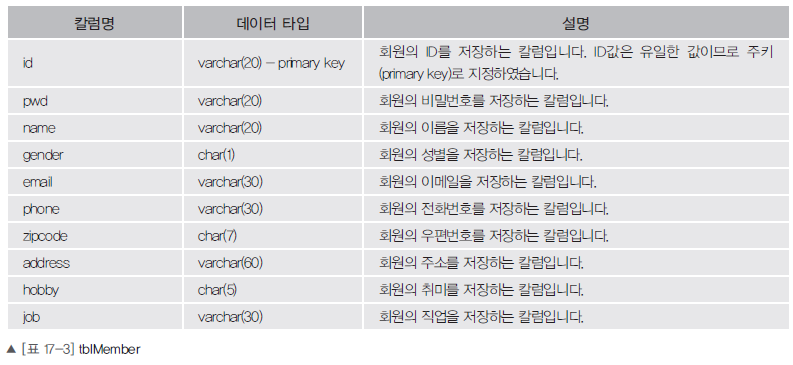 칼럼명 데이터 타입 설명
id varchar(20) – primary key 회원의 ID를 저장하는 칼럼입니다. ID값은 유일한 값이므로 주키
(primary key)로 지정하였습니다.
pwd varchar(20) 회원의 비밀번호를 저장하는 칼럼입니다.
name varchar(20) 회원의 이름을 저장하는 칼럼입니다.
gender char(1) 회원의 성별을 저장하는 칼럼입니다.
email varchar(30) 회원의 이메일을 저장하는 칼럼입니다.
phone varchar(30) 회원의 전화번호를 저장하는 칼럼입니다.
zipcode char(7) 회원의 우편번호를 저장하는 칼럼입니다.
address varchar(60) 회원의 주소를 저장하는 칼럼입니다.
hobby char(5) 회원의 취미를 저장하는 칼럼입니다.
job varchar(30) 회원의 직업을 저장하는 칼럼입니다.
▲ [표 17-3] tblMember